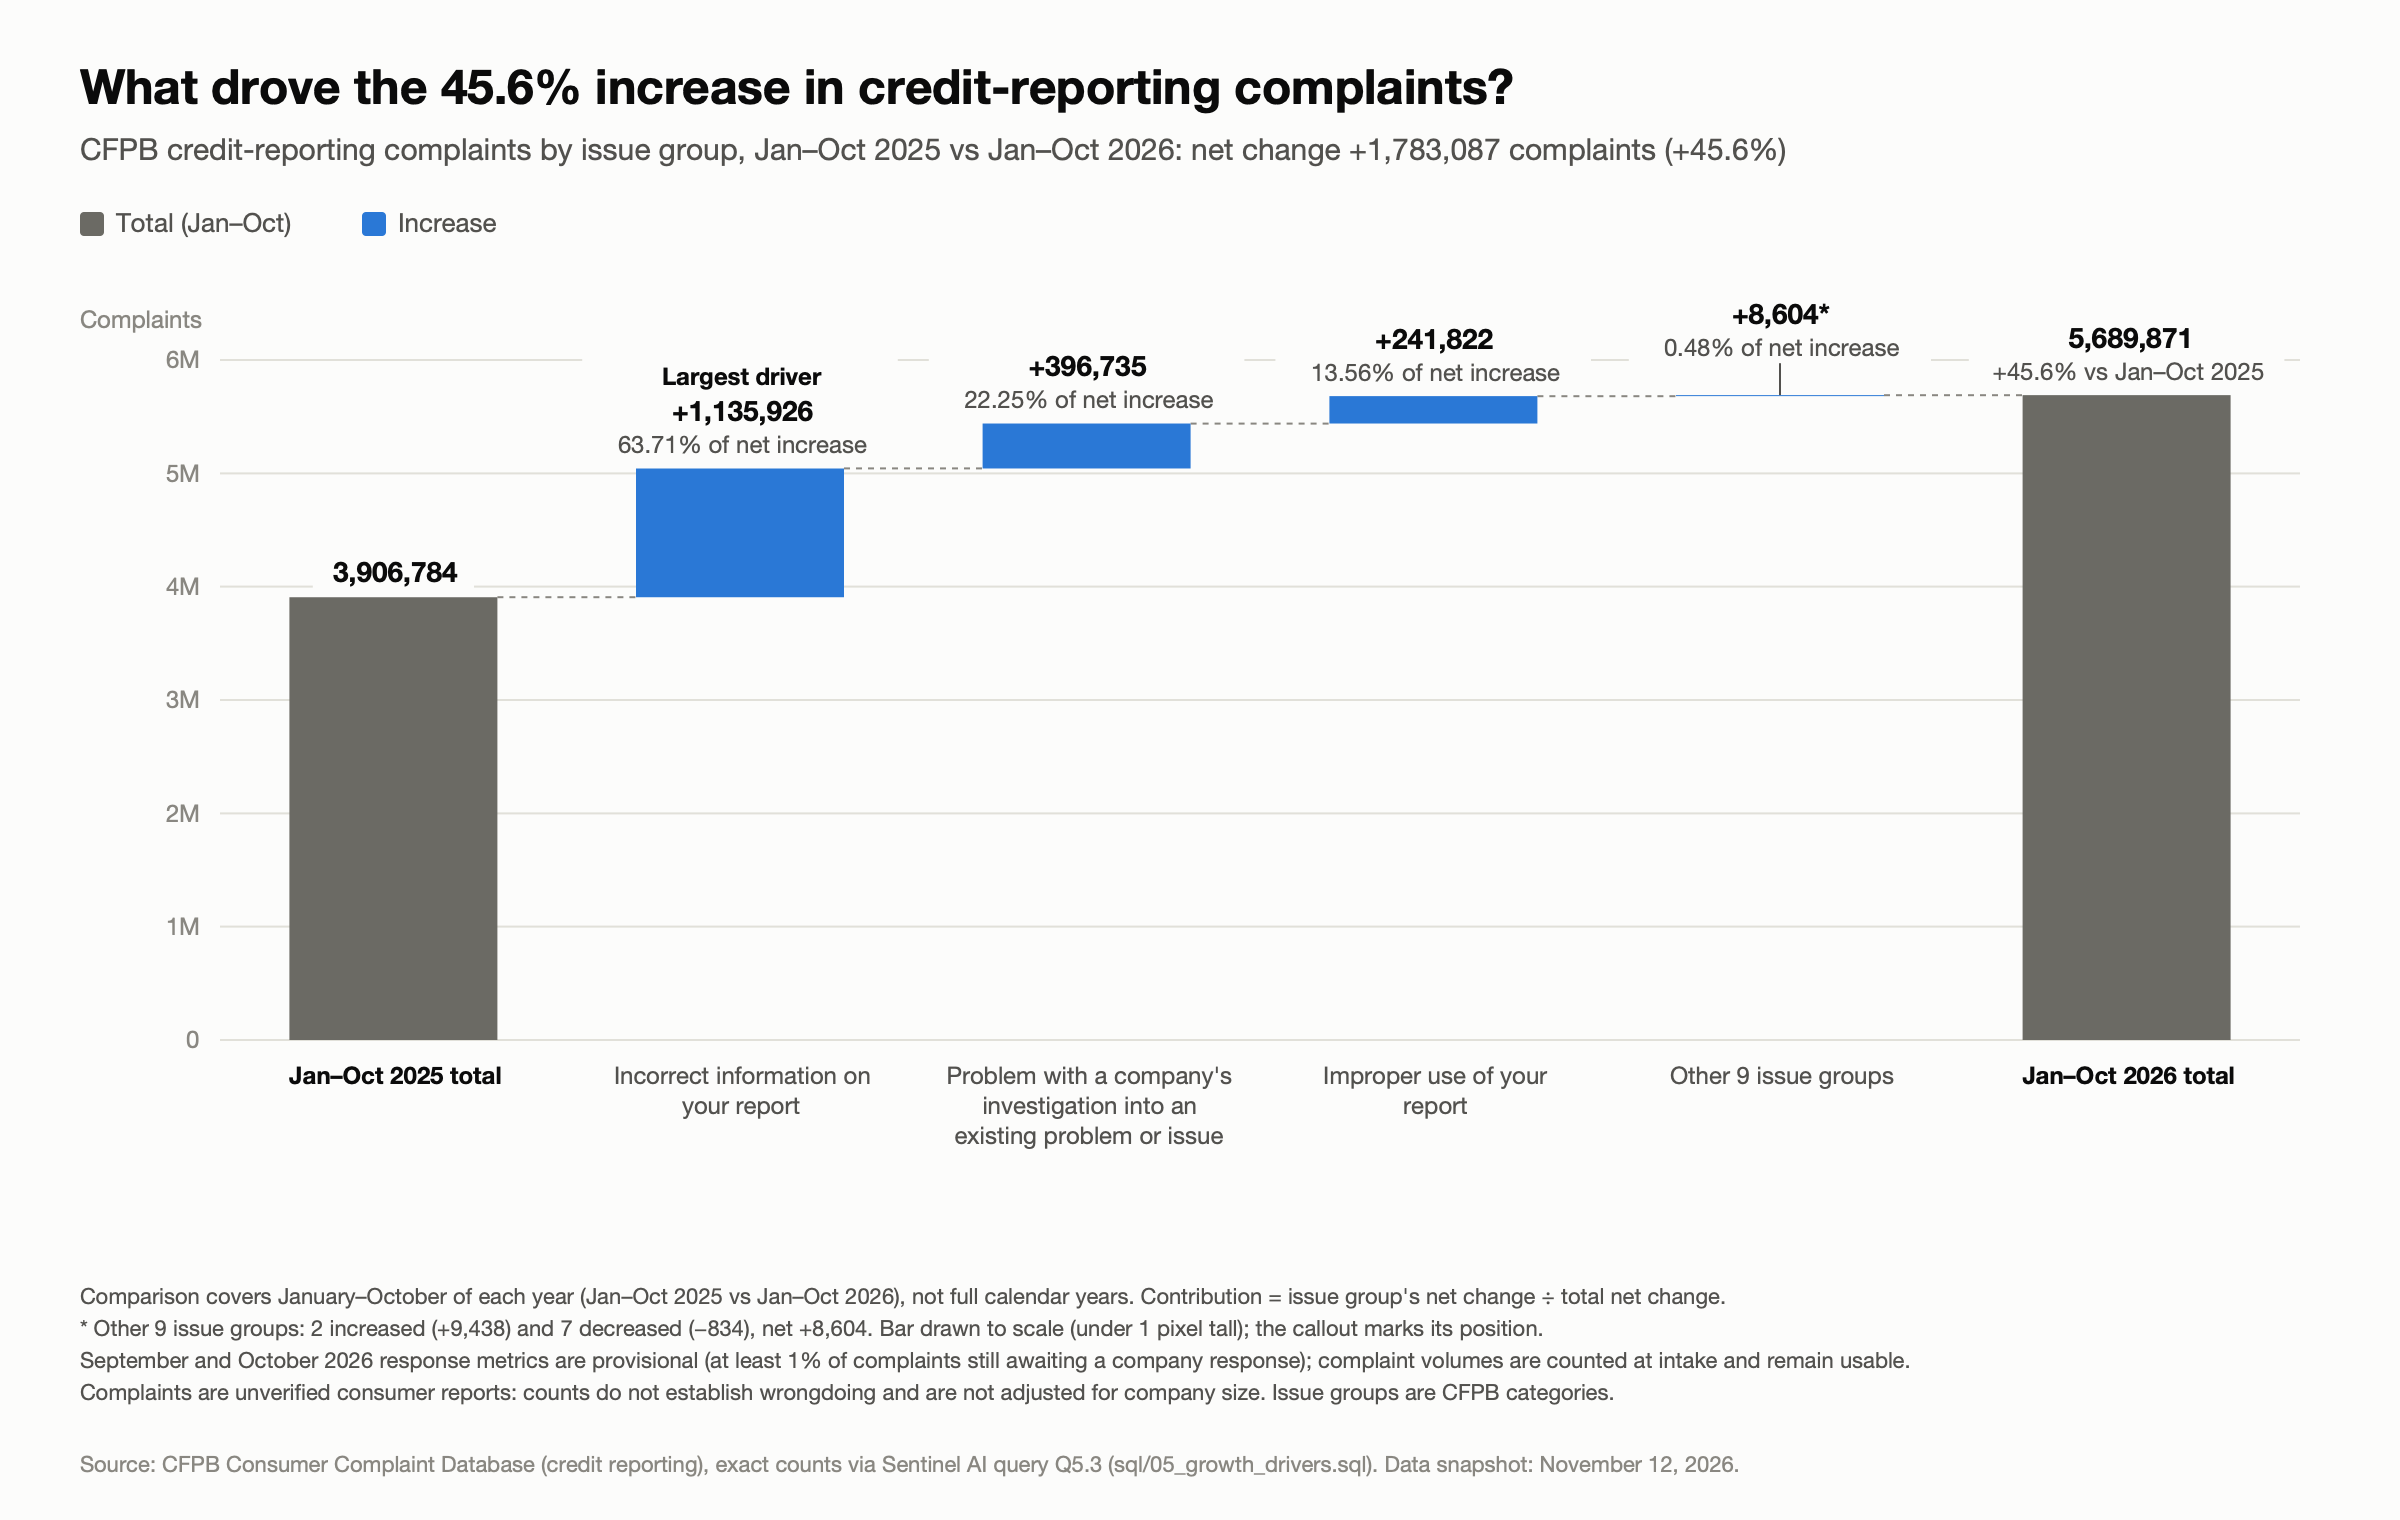 What drove the 45.6% increase in credit-reporting complaints?
CFPB credit-reporting complaints by issue group, Jan–Oct 2025 vs Jan–Oct 2026: net change +1,783,087 complaints (+45.6%)
Total (Jan–Oct)
Increase
Complaints
6M
5M
4M
3M
2M
1M
0
3,906,784
Largest driver
+1,135,926
63.71% of net increase
+396,735
22.25% of net increase
+241,822
13.56% of net increase
+8,604*
0.48% of net increase
5,689,871
+45.6% vs Jan–Oct 2025
Jan–Oct 2025 total
Incorrect information on
your report
Problem with a company's
investigation into an
existing problem or issue
Improper use of your
report
Other 9 issue groups
Jan–Oct 2026 total
Comparison covers January–October of each year (Jan–Oct 2025 vs Jan–Oct 2026), not full calendar years. Contribution = issue group's net change ÷ total net change.
* Other 9 issue groups: 2 increased (+9,438) and 7 decreased (−834), net +8,604. Bar drawn to scale (under 1 pixel tall); the callout marks its position.
September and October 2026 response metrics are provisional (at least 1% of complaints still awaiting a company response); complaint volumes are counted at intake and remain usable.
Complaints are unverified consumer reports: counts do not establish wrongdoing and are not adjusted for company size. Issue groups are CFPB categories.
Source: CFPB Consumer Complaint Database (credit reporting), exact counts via Sentinel AI query Q5.3 (sql/05_growth_drivers.sql). Data snapshot: November 12, 2026.